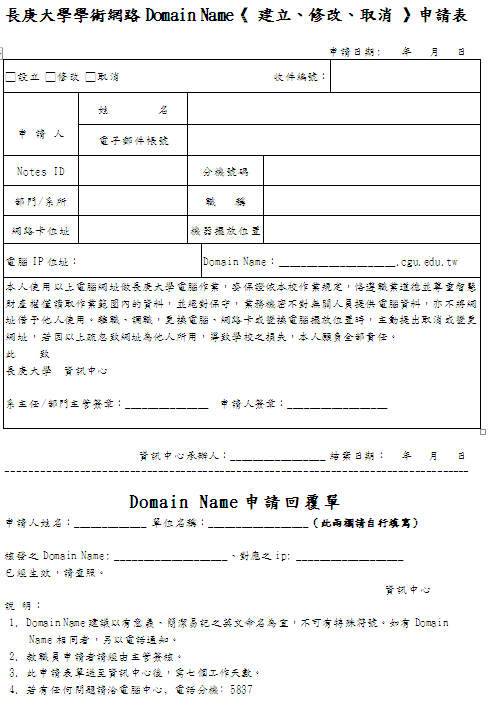 長庚大學學術網路 Domain Name《 建立、修改、取消 》申請表
申請日期: 年 月 日
□設立 □修改 □取消 收件編號：
申 請 人
姓 名
電子郵件帳號
Notes ID 分機號碼
部門/系所 職 稱
網路卡位址 機器擺放位置
電腦 IP 位址： Domain Name：____________________.cgu.edu.tw
本人使用以上電腦網址做長庚大學電腦作業，茲保證依本校作業規定，恪遵職業道德並尊重智慧
財產權僅領取作業範圍內的資料，並絕對保守，業務機密不對無關人員提供電腦資料，亦不將網
址借予他人使用。離職、調職，更換電腦、網路卡或變換電腦擺放位置時，主動提出取消或變更
網址，若因以上疏忽致網址為他人所用，導致學校之損失，本人願負全部責任。
此 致
長庚大學 資訊中心
系主任/部門主管簽章：______________ 申請人簽章：_________________
資訊中心承辦人：________________ 結案日期： 年 月 日
Domain Name 申請回覆單
申請人姓名：____________ 單位名稱：_________________（此兩欄請自行填寫）
核發之 Domain Name: ___________________、對應之 ip: __________________
已經生效，請查照。
資訊中心
說 明：
1. Domain Name 建議以有意義、簡潔易記之英文命名為宜，不可有特殊符號。如有 Domain
Name 相同者，另以電話通知。
2. 教職員申請者請經由主管簽核。
3. 此申請表單送至資訊中心後，需七個工作天數。
4. 若有任何問題請洽電腦中心, 電話分機: 5837